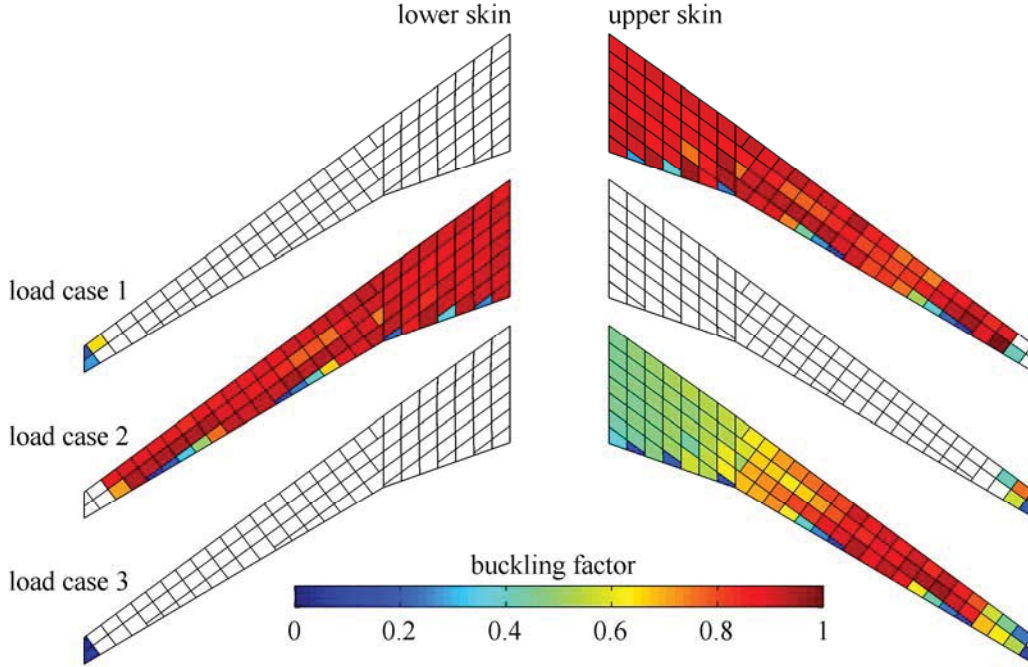 lower skin
upper skin
load case 1
load case 2
load case 3
buckling factor
0 0.2 0.4 0.6 0.8 1